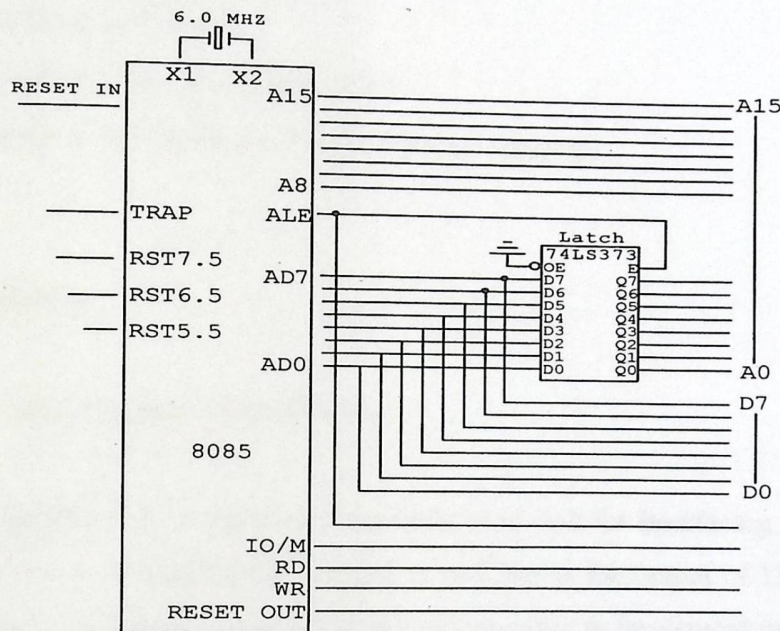 6.0 MHZ
X1 X2
RESET IN
A15
A15
A8
TRAP
ALE
Latch
74LS373
OE E
RST7.5
AD7
D7 Q7
D6 Q6
RST6.5
D5 Q5
D4 Q4
RST5.5
D3 Q3
D2 Q2
D1 Q1
AD0
D0 Q0
A0
D7
8085
D0
IO/M
RD
WR
RESET OUT